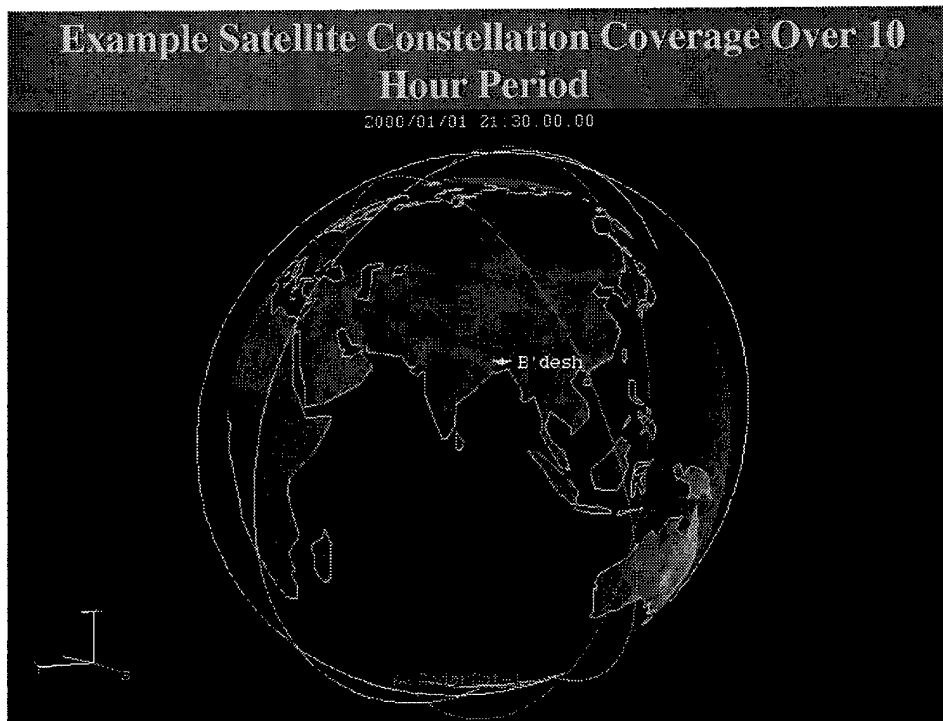 Example Satellite Constellation Coverage Over 10
Hour Period
2000/01/01 21:30.00.00
B'desh